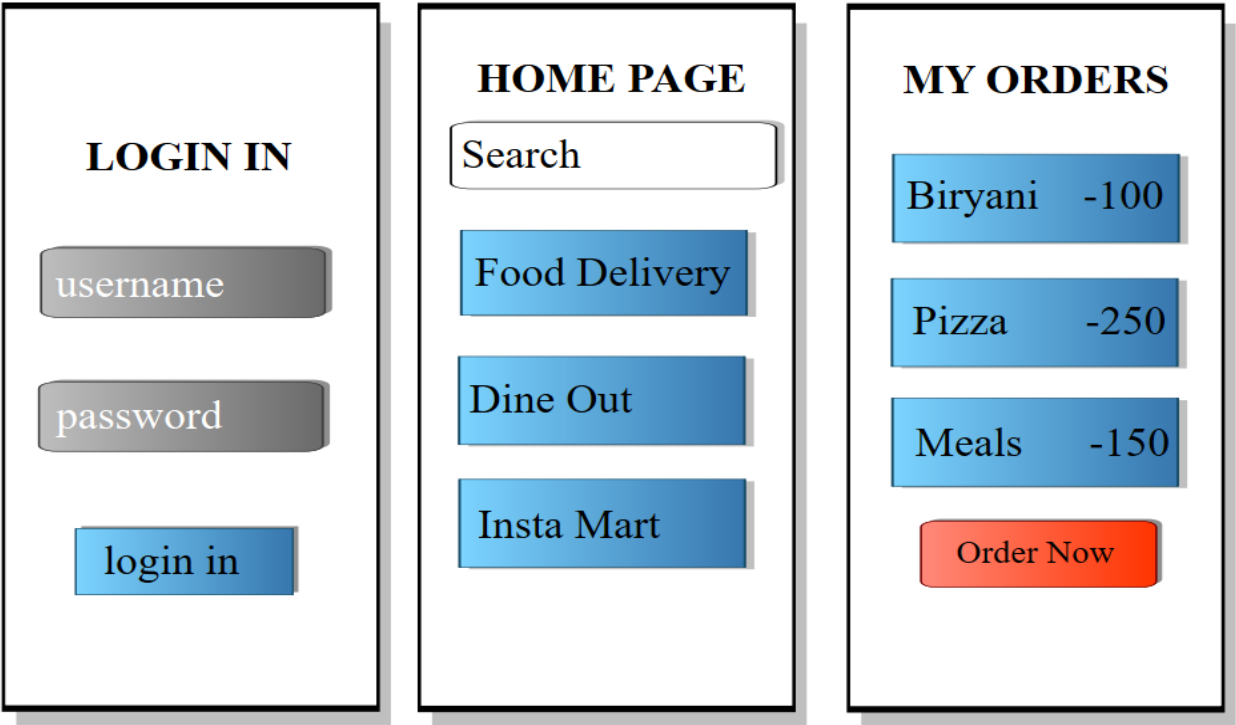 LOGIN IN
username
password
login in
HOME PAGE
Search
Food Delivery
Dine Out
Insta Mart
MY ORDERS
Biryani -100
Pizza -250
Meals -150
Order Now